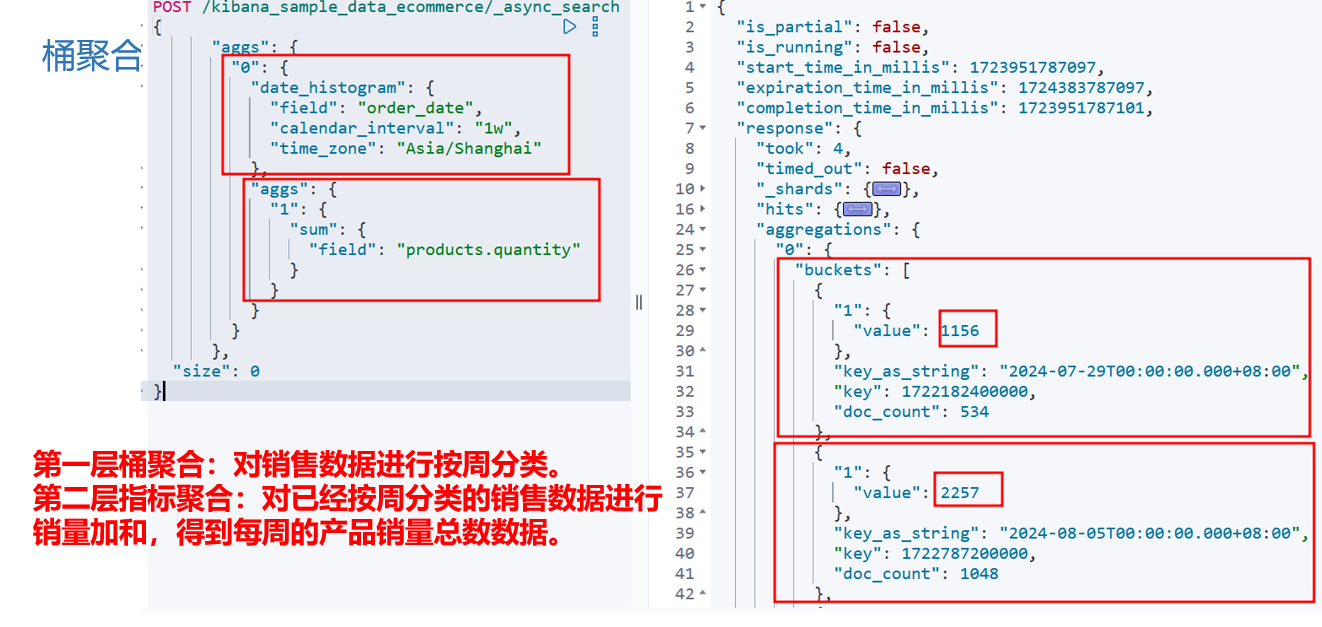 桶聚合
POST /kibana_sample_data_ecommerce/_async_search
{
"aggs": {
"0": {
"date_histogram": {
"field": "order_date",
"calendar_interval": "1w",
"time_zone": "Asia/Shanghai"
},
"aggs": {
"1": {
"sum": {
"field": "products.quantity"
}
}
}
}
},
"size": 0
}
第一层桶聚合：对销售数据进行按周分类。
第二层指标聚合：对已经按周分类的销售数据进行
销量加和，得到每周的产品销量总数数据。
1 {
2 "is_partial": false,
3 "is_running": false,
4 "start_time_in_millis": 1723951787097,
5 "expiration_time_in_millis": 1724383787097,
6 "completion_time_in_millis": 1723951787101,
7 "response": {
8 "took": 4,
9 "timed_out": false,
10 "_shards": {},
16 "hits": {},
24 "aggregations": {
25 "0": {
26 "buckets": [
27 {
28 "1": {
29 "value": 1156
30 },
31 "key_as_string": "2024-07-29T00:00:00.000+08:00",
32 "key": 1722182400000,
33 "doc_count": 534
34 },
35 {
36 "1": {
37 "value": 2257
38 },
39 "key_as_string": "2024-08-05T00:00:00.000+08:00",
40 "key": 1722787200000,
41 "doc_count": 1048
42 },